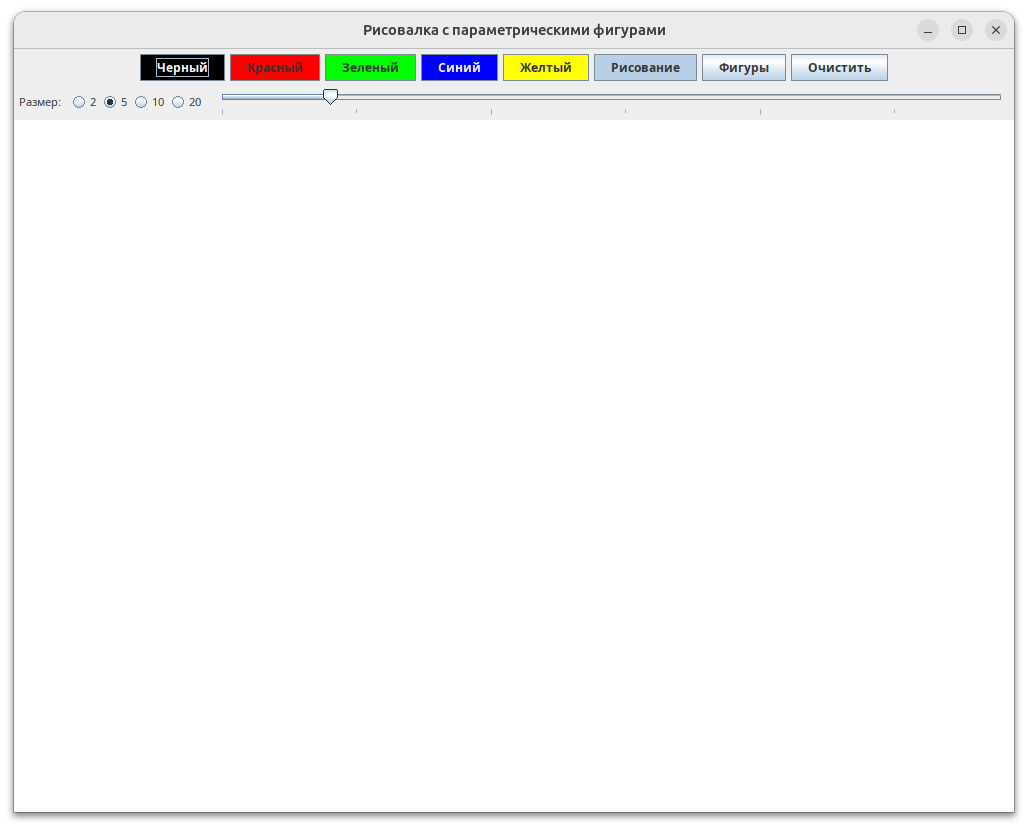 Рисовалка с параметрическими фигурами
Черный Красный Зеленый Синий Желтый Рисование Фигуры Очистить
Размер: 2 5 10 20